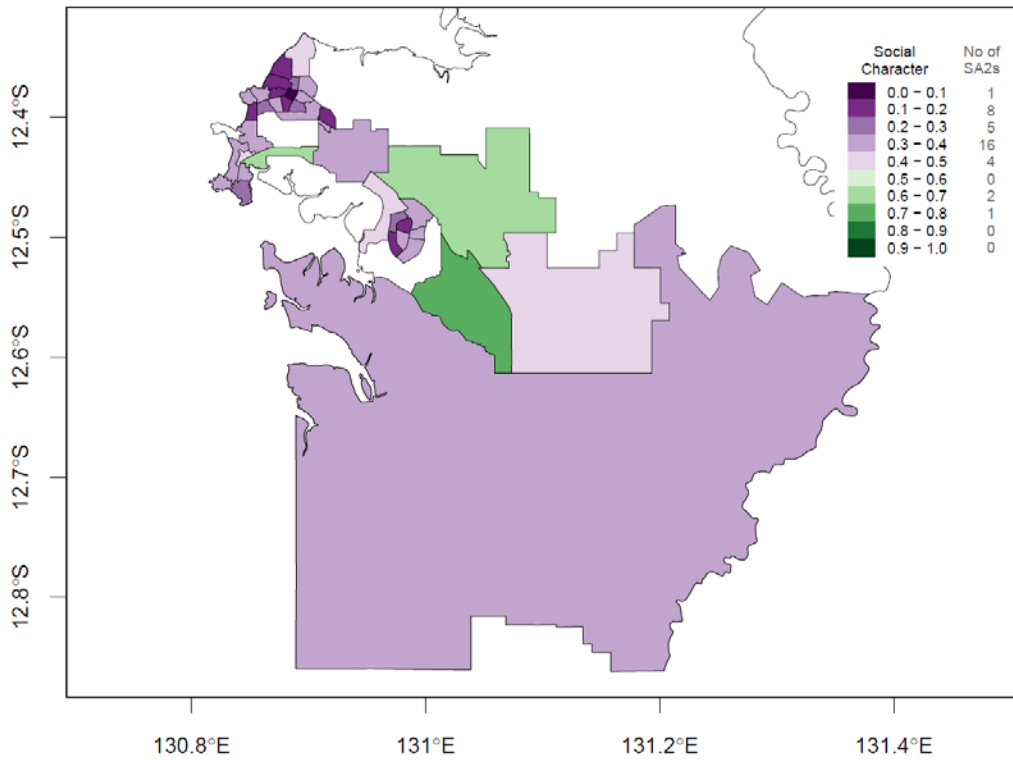 Social No of
Character SA2s
0.0 – 0.1 1
0.1 – 0.2 8
0.2 – 0.3 5
0.3 – 0.4 16
0.4 – 0.5 4
0.5 – 0.6 0
0.6 – 0.7 2
0.7 – 0.8 1
0.8 – 0.9 0
0.9 – 1.0 0
12.4°S
12.5°S
12.6°S
12.7°S
12.8°S
130.8°E 131°E 131.2°E 131.4°E